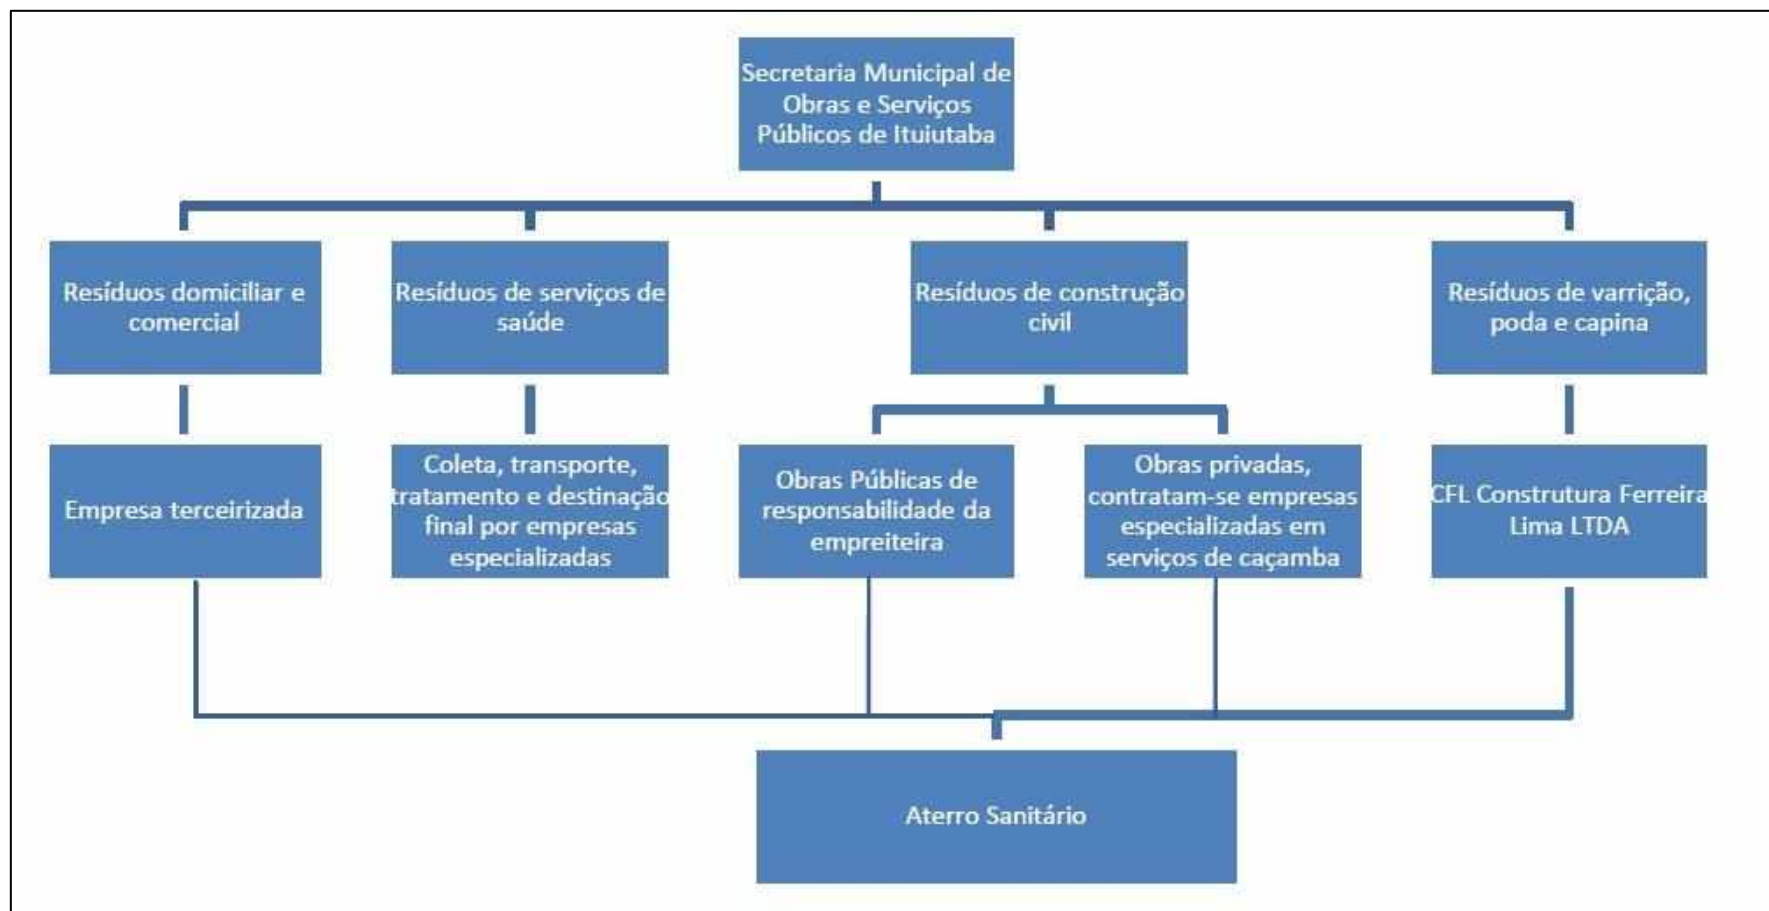 Secretaria Municipal de
Obras e Serviços
Públicos de Ituiutaba
Resíduos domiciliar e
comercial
Resíduos de serviços de
saúde
Resíduos de construção
civil
Resíduos de varrição,
poda e capina
Empresa terceirizada
Coleta, transporte,
tratamento e destinação
final por empresas
especializadas
Obras Públicas de
responsabilidade da
empreiteira
Obras privadas,
contratam-se empresas
especializadas em
serviços de caçamba
CFL Construtura Ferreira
Lima LTDA
Aterro Sanitário